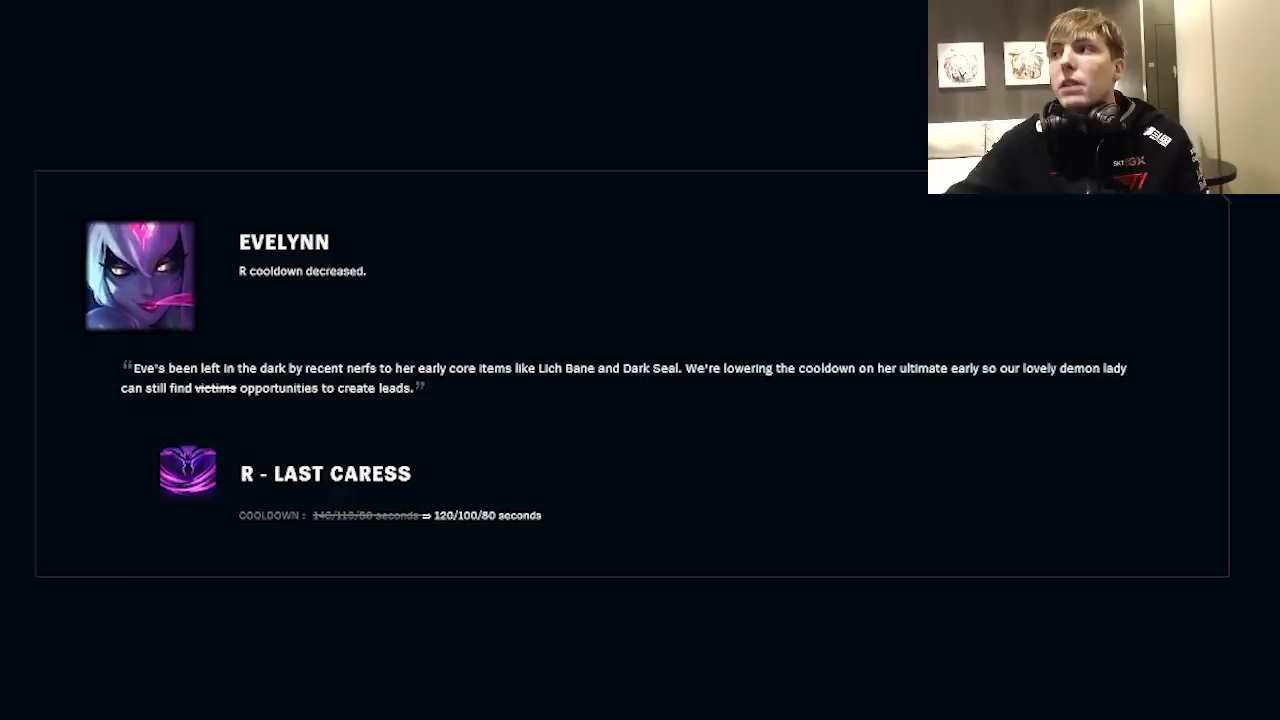 EVELYNN
R cooldown decreased.
“Eve's been left in the dark by recent nerfs to her early core items like Lich Bane and Dark Seal. We're lowering the cooldown on her ultimate early so our lovely demon lady
can still find victims opportunities to create leads.”
R - LAST CARESS
COOLDOWN : 140/110/80 seconds ⇒ 120/100/80 seconds
SKT
T1